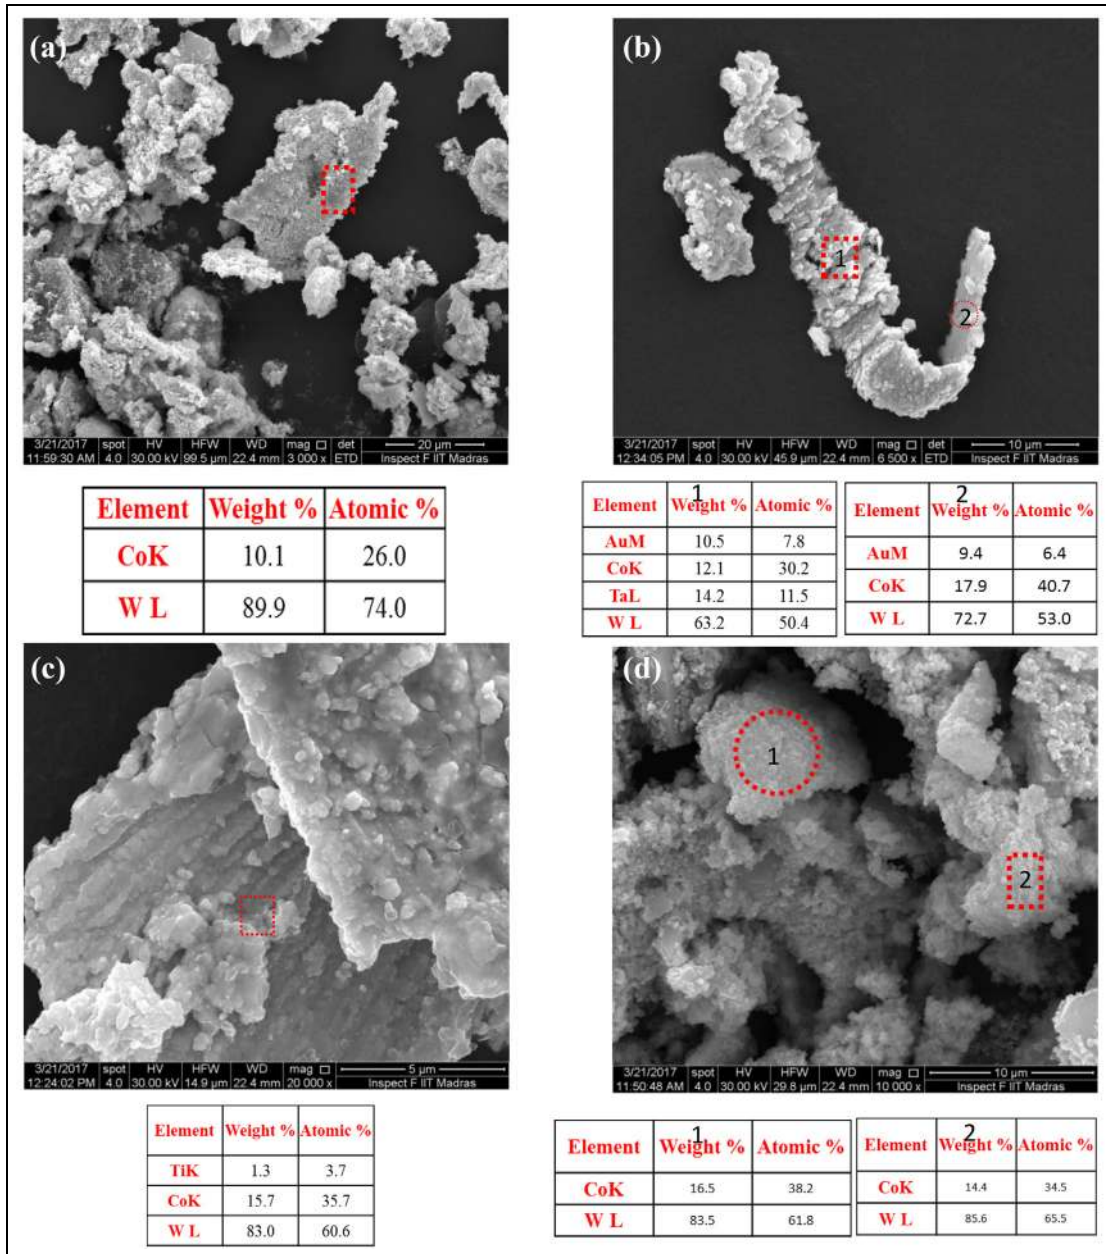 (a)
3/21/2017 spot HV HFW WD mag □ det 20 µm
11:59:30 AM 4.0 30.00 kV 99.5 µm 22.4 mm 3 000 x ETD Inspect F IIT Madras
Element Weight % Atomic %
CoK 10.1 26.0
W L 89.9 74.0
(b)
1
2
3/21/2017 spot HV HFW WD mag □ det 10 µm
12:34:05 PM 4.0 30.00 kV 45.9 µm 22.4 mm 6 500 x ETD Inspect F IIT Madras
1
Element Weight % Atomic %
AuM 10.5 7.8
CoK 12.1 30.2
TaL 14.2 11.5
W L 63.2 50.4
2
Element Weight % Atomic %
AuM 9.4 6.4
CoK 17.9 40.7
W L 72.7 53.0
(c)
3/21/2017 spot HV HFW WD mag □ 5 µm
12:24:02 PM 4.0 30.00 kV 14.9 µm 22.4 mm 20 000 x Inspect F IIT Madras
Element Weight % Atomic %
TiK 1.3 3.7
CoK 15.7 35.7
W L 83.0 60.6
(d)
1
2
3/21/2017 spot HV HFW WD mag □ 10 µm
11:50:48 AM 4.0 30.00 kV 29.8 µm 22.4 mm 10 000 x Inspect F IIT Madras
1
Element Weight % Atomic %
CoK 16.5 38.2
W L 83.5 61.8
2
Element Weight % Atomic %
CoK 14.4 34.5
W L 85.6 65.5